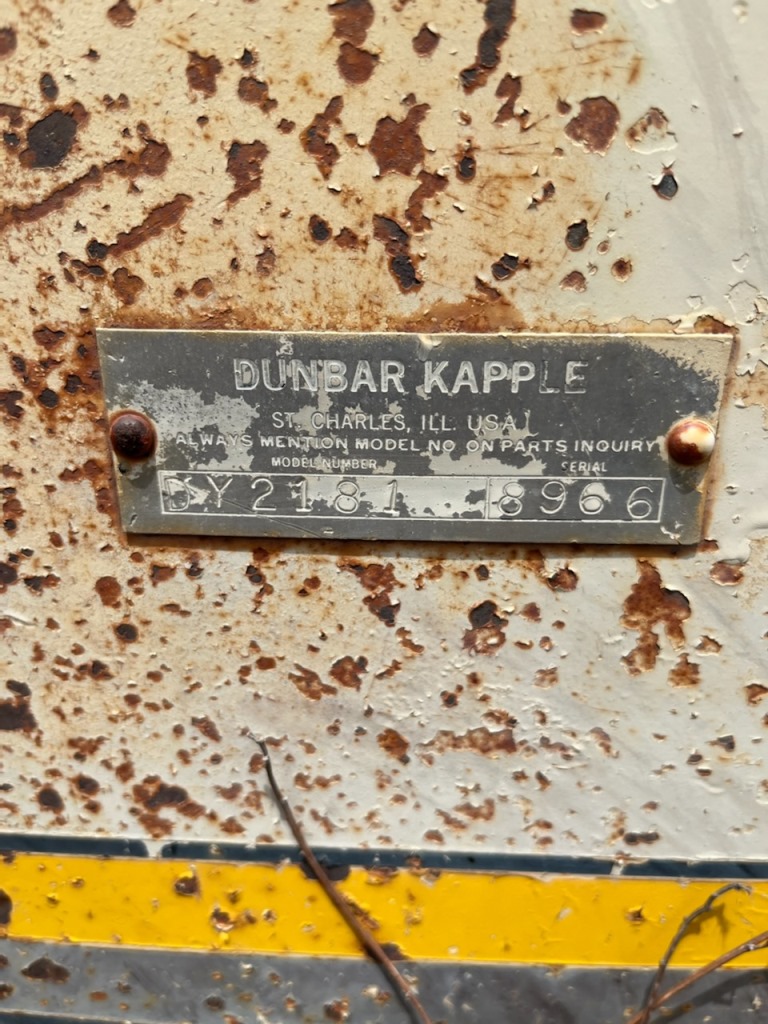 DUNBAR KAPPLE
ST. CHARLES, ILL. USA
ALWAYS MENTION MODEL NO ON PARTS INQUIRY
MODEL NUMBER SERIAL
DY2181 8966